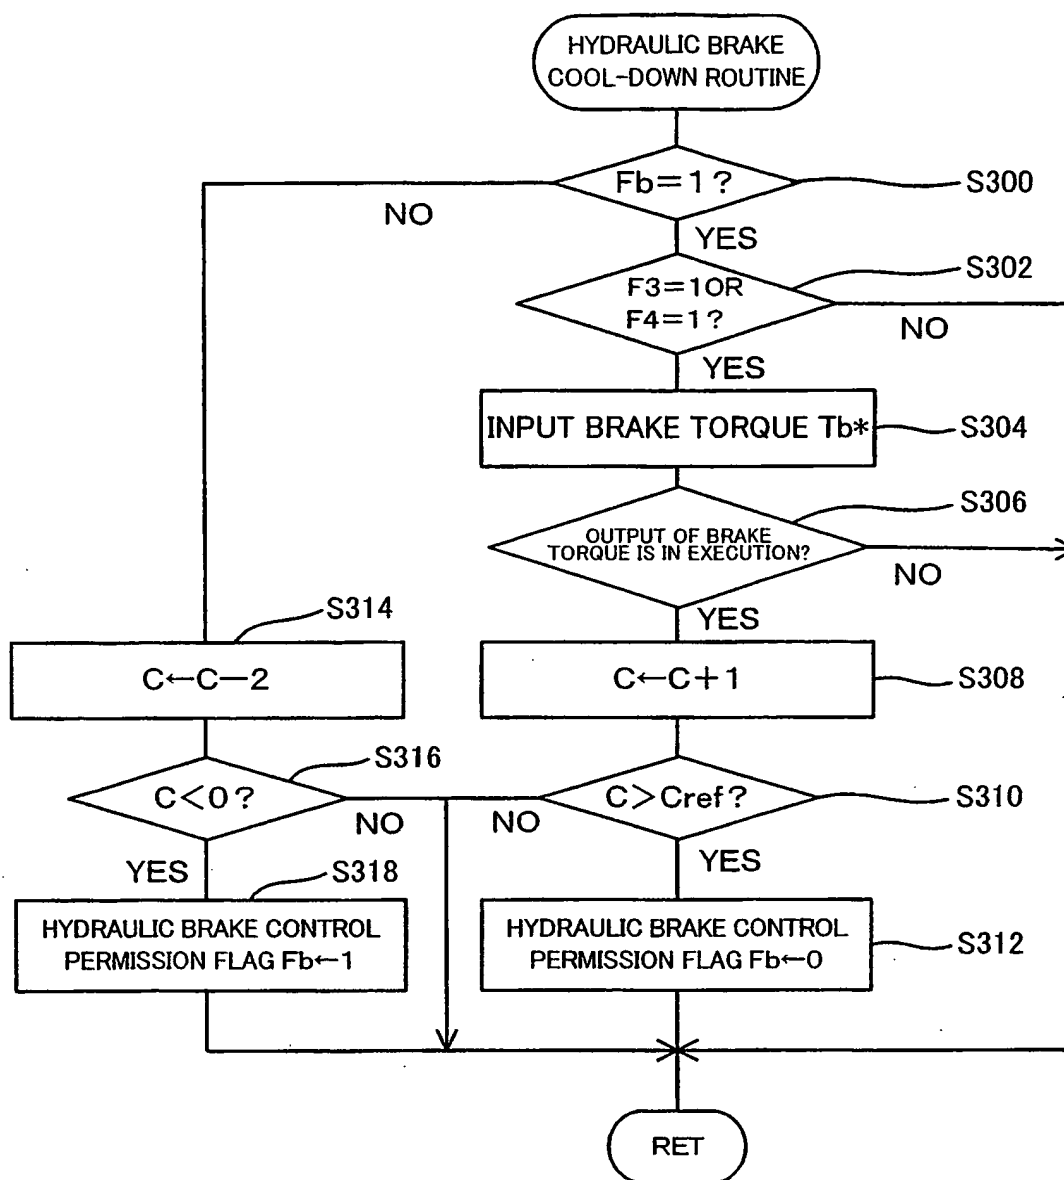 HYDRAULIC BRAKE
COOL-DOWN ROUTINE
Fb=1?
S300
NO
YES
S302
F3=1OR
F4=1?
NO
YES
INPUT BRAKE TORQUE Tb*
S304
S306
OUTPUT OF BRAKE
TORQUE IS IN EXECUTION?
NO
YES
S314
C←C−2
C←C+1
S308
S316
C<0?
NO
C>Cref?
NO
S310
YES
S318
YES
HYDRAULIC BRAKE CONTROL
PERMISSION FLAG Fb←1
HYDRAULIC BRAKE CONTROL
PERMISSION FLAG Fb←0
S312
RET